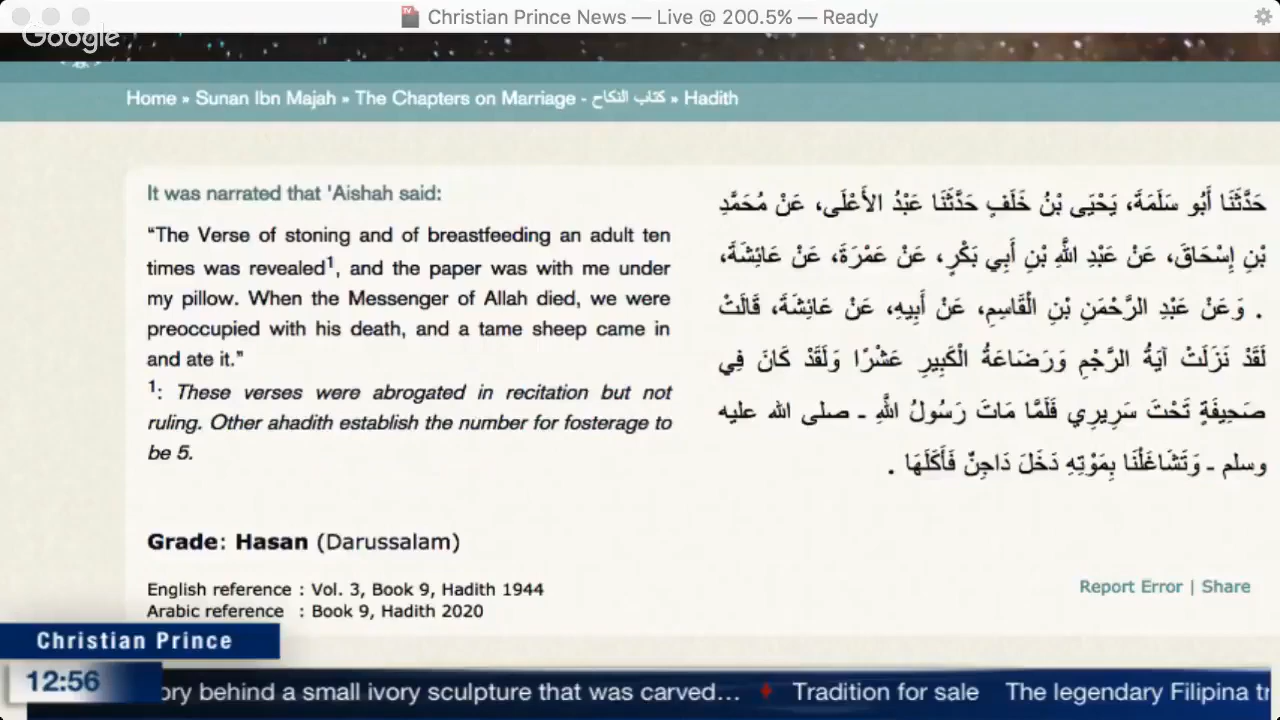 Christian Prince News — Live @ 200.5% — Ready
Google
Home » Sunan Ibn Majah » The Chapters on Marriage - كتاب النكاح » Hadith
It was narrated that 'Aishah said:
“The Verse of stoning and of breastfeeding an adult ten
times was revealed¹, and the paper was with me under
my pillow. When the Messenger of Allah died, we were
preoccupied with his death, and a tame sheep came in
and ate it.”
¹: These verses were abrogated in recitation but not
ruling. Other ahadith establish the number for fosterage to
be 5.
حَدَّثَنَا أَبُو سَلَمَةَ، يَحْيَى بْنُ خَلَفٍ حَدَّثَنَا عَبْدُ الأَعْلَى، عَنْ مُحَمَّدِ
بْنِ إِسْحَاقَ، عَنْ عَبْدِ اللَّهِ بْنِ أَبِي بَكْرٍ، عَنْ عَمْرَةَ، عَنْ عَائِشَةَ،
. وَعَنْ عَبْدِ الرَّحْمَنِ بْنِ الْقَاسِمِ، عَنْ أَبِيهِ، عَنْ عَائِشَةَ، قَالَتْ
لَقَدْ نَزَلَتْ آيَةُ الرَّجْمِ وَرَضَاعَةُ الْكَبِيرِ عَشْرًا وَلَقَدْ كَانَ فِي
صَحِيفَةٍ تَحْتَ سَرِيرِي فَلَمَّا مَاتَ رَسُولُ اللَّهِ ـ صلى الله عليه
وسلم ـ وَتَشَاغَلْنَا بِمَوْتِهِ دَخَلَ دَاجِنٌ فَأَكَلَهَا .
Grade: Hasan (Darussalam)
English reference : Vol. 3, Book 9, Hadith 1944
Arabic reference : Book 9, Hadith 2020
Report Error | Share
Christian Prince
12:56
ory behind a small ivory sculpture that was carved... Tradition for sale The legendary Filipina tr